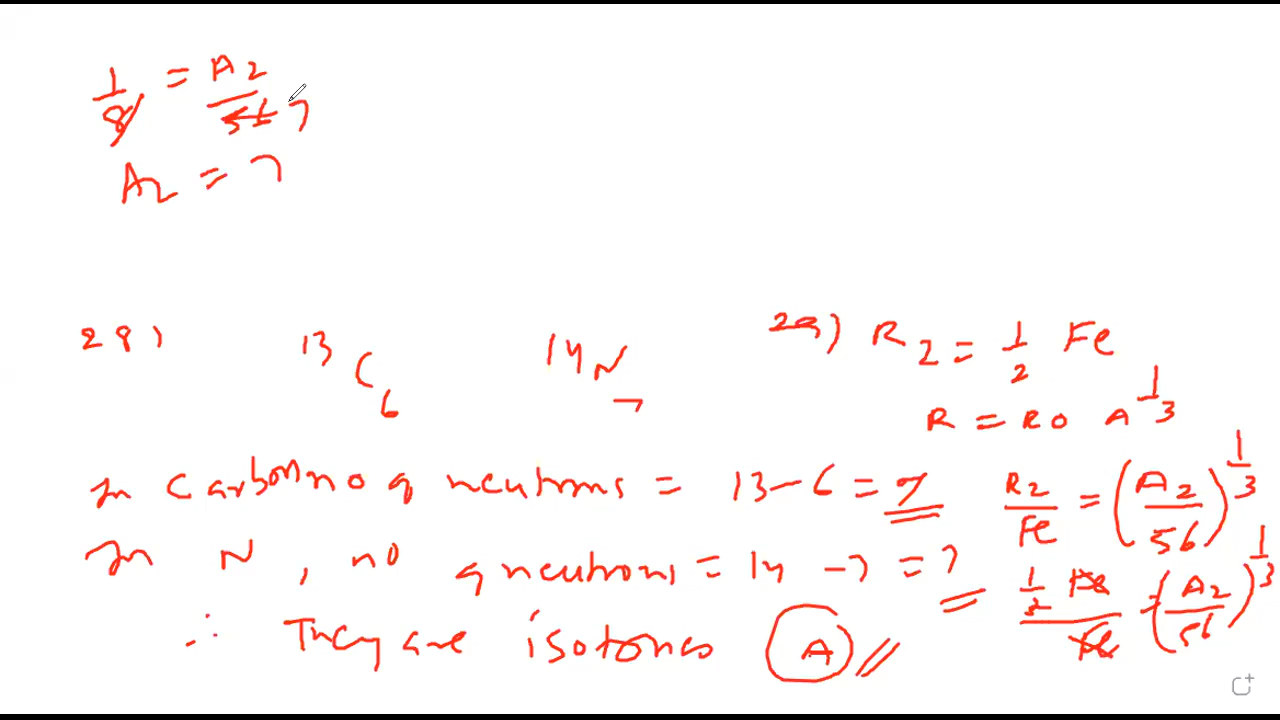 1/8 = A2/56 7
A2 = 7
28) 13 C 6 14 N 7
In Carbon no of neutrons = 13 - 6 = 7
In N, no of neutrons = 14 - 7 = 7
∴ They are isotones (A)
29) R2 = 1/2 Fe
R = R0 A^1/3
R2/Fe = (A2/56)^1/3
1/2 Fe/Fe = (A2/56)^1/3